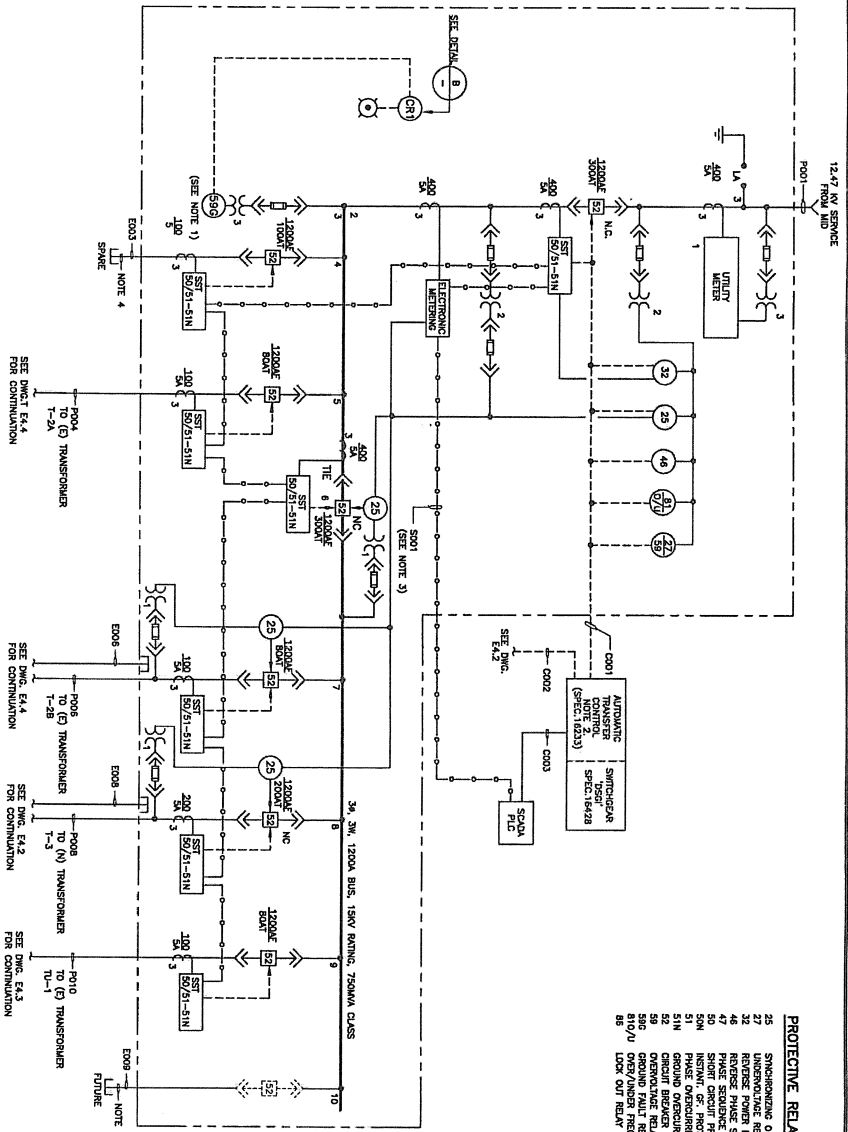 12.47 KV SERVICE
FROM MID
P001
LA
3
400
5A
3
UTILITY
METER
1
3
2
32
25
46
81
D/U
27
59
1200AF
300AT
52
N.C.
400
5A
3
SST
50/51-51N
2
400
5A
3
ELECTRONIC
METERING
SEE DETAIL
B
-
CR1
59G
(SEE NOTE 1)
3
2
3
C001
AUTOMATIC
TRANSFER
CONTROL
NOTE 2
(SPEC.16233)
SWITCHGEAR
'DSGI'
SPEC.16428
C002
SEE DWG.
E4.2
C003
SCADA
PLC
S001
(SEE NOTE 3)
3ø, 3W, 1200A BUS, 15KV RATING, 750MVA CLASS
4
1200AF
100AT
52
100
5
3
SST
50/51-51N
E003
NOTE 4
SPARE
5
1200AF
80AT
52
100
5A
3
SST
50/51-51N
P004
TO (E) TRANSFORMER
T-2A
SEE DWG.T E4.4
FOR CONTINUATION
400
5A
3
TIE
52
NC
6
1200AF
300AT
SST
50/51-51N
25
1
7
1200AF
80AT
52
25
1
100
5A
3
SST
50/51-51N
E006
P006
TO (E) TRANSFORMER
T-2B
SEE DWG. E4.4
FOR CONTINUATION
8
1200AF
200AT
52
NC
25
1
200
5A
3
SST
50/51-51N
E008
P008
TO (N) TRANSFORMER
T-3
SEE DWG. E4.2
FOR CONTINUATION
9
1200AF
80AT
52
100
5A
3
SST
50/51-51N
P010
TO (E) TRANSFORMER
TU-1
SEE DWG. E4.3
FOR CONTINUATION
10
52
E009
NOTE
FUTURE
PROTECTIVE RELA
25 SYNCHRONIZING O
27 UNDERVOLTAGE RE
32 REVERSE POWER
46 REVERSE PHASE
47 PHASE SEQUENCE
50 SHORT CIRCUIT PR
50N INSTANT. GF. PROT
51 PHASE OVERCURR
51N GROUND OVERCUR
52 CIRCUIT BREAKER
59 OVERVOLTAGE REL
59G GROUND FAULT RE
810/U OVER/UNDER FRE
86 LOCK OUT RELAY